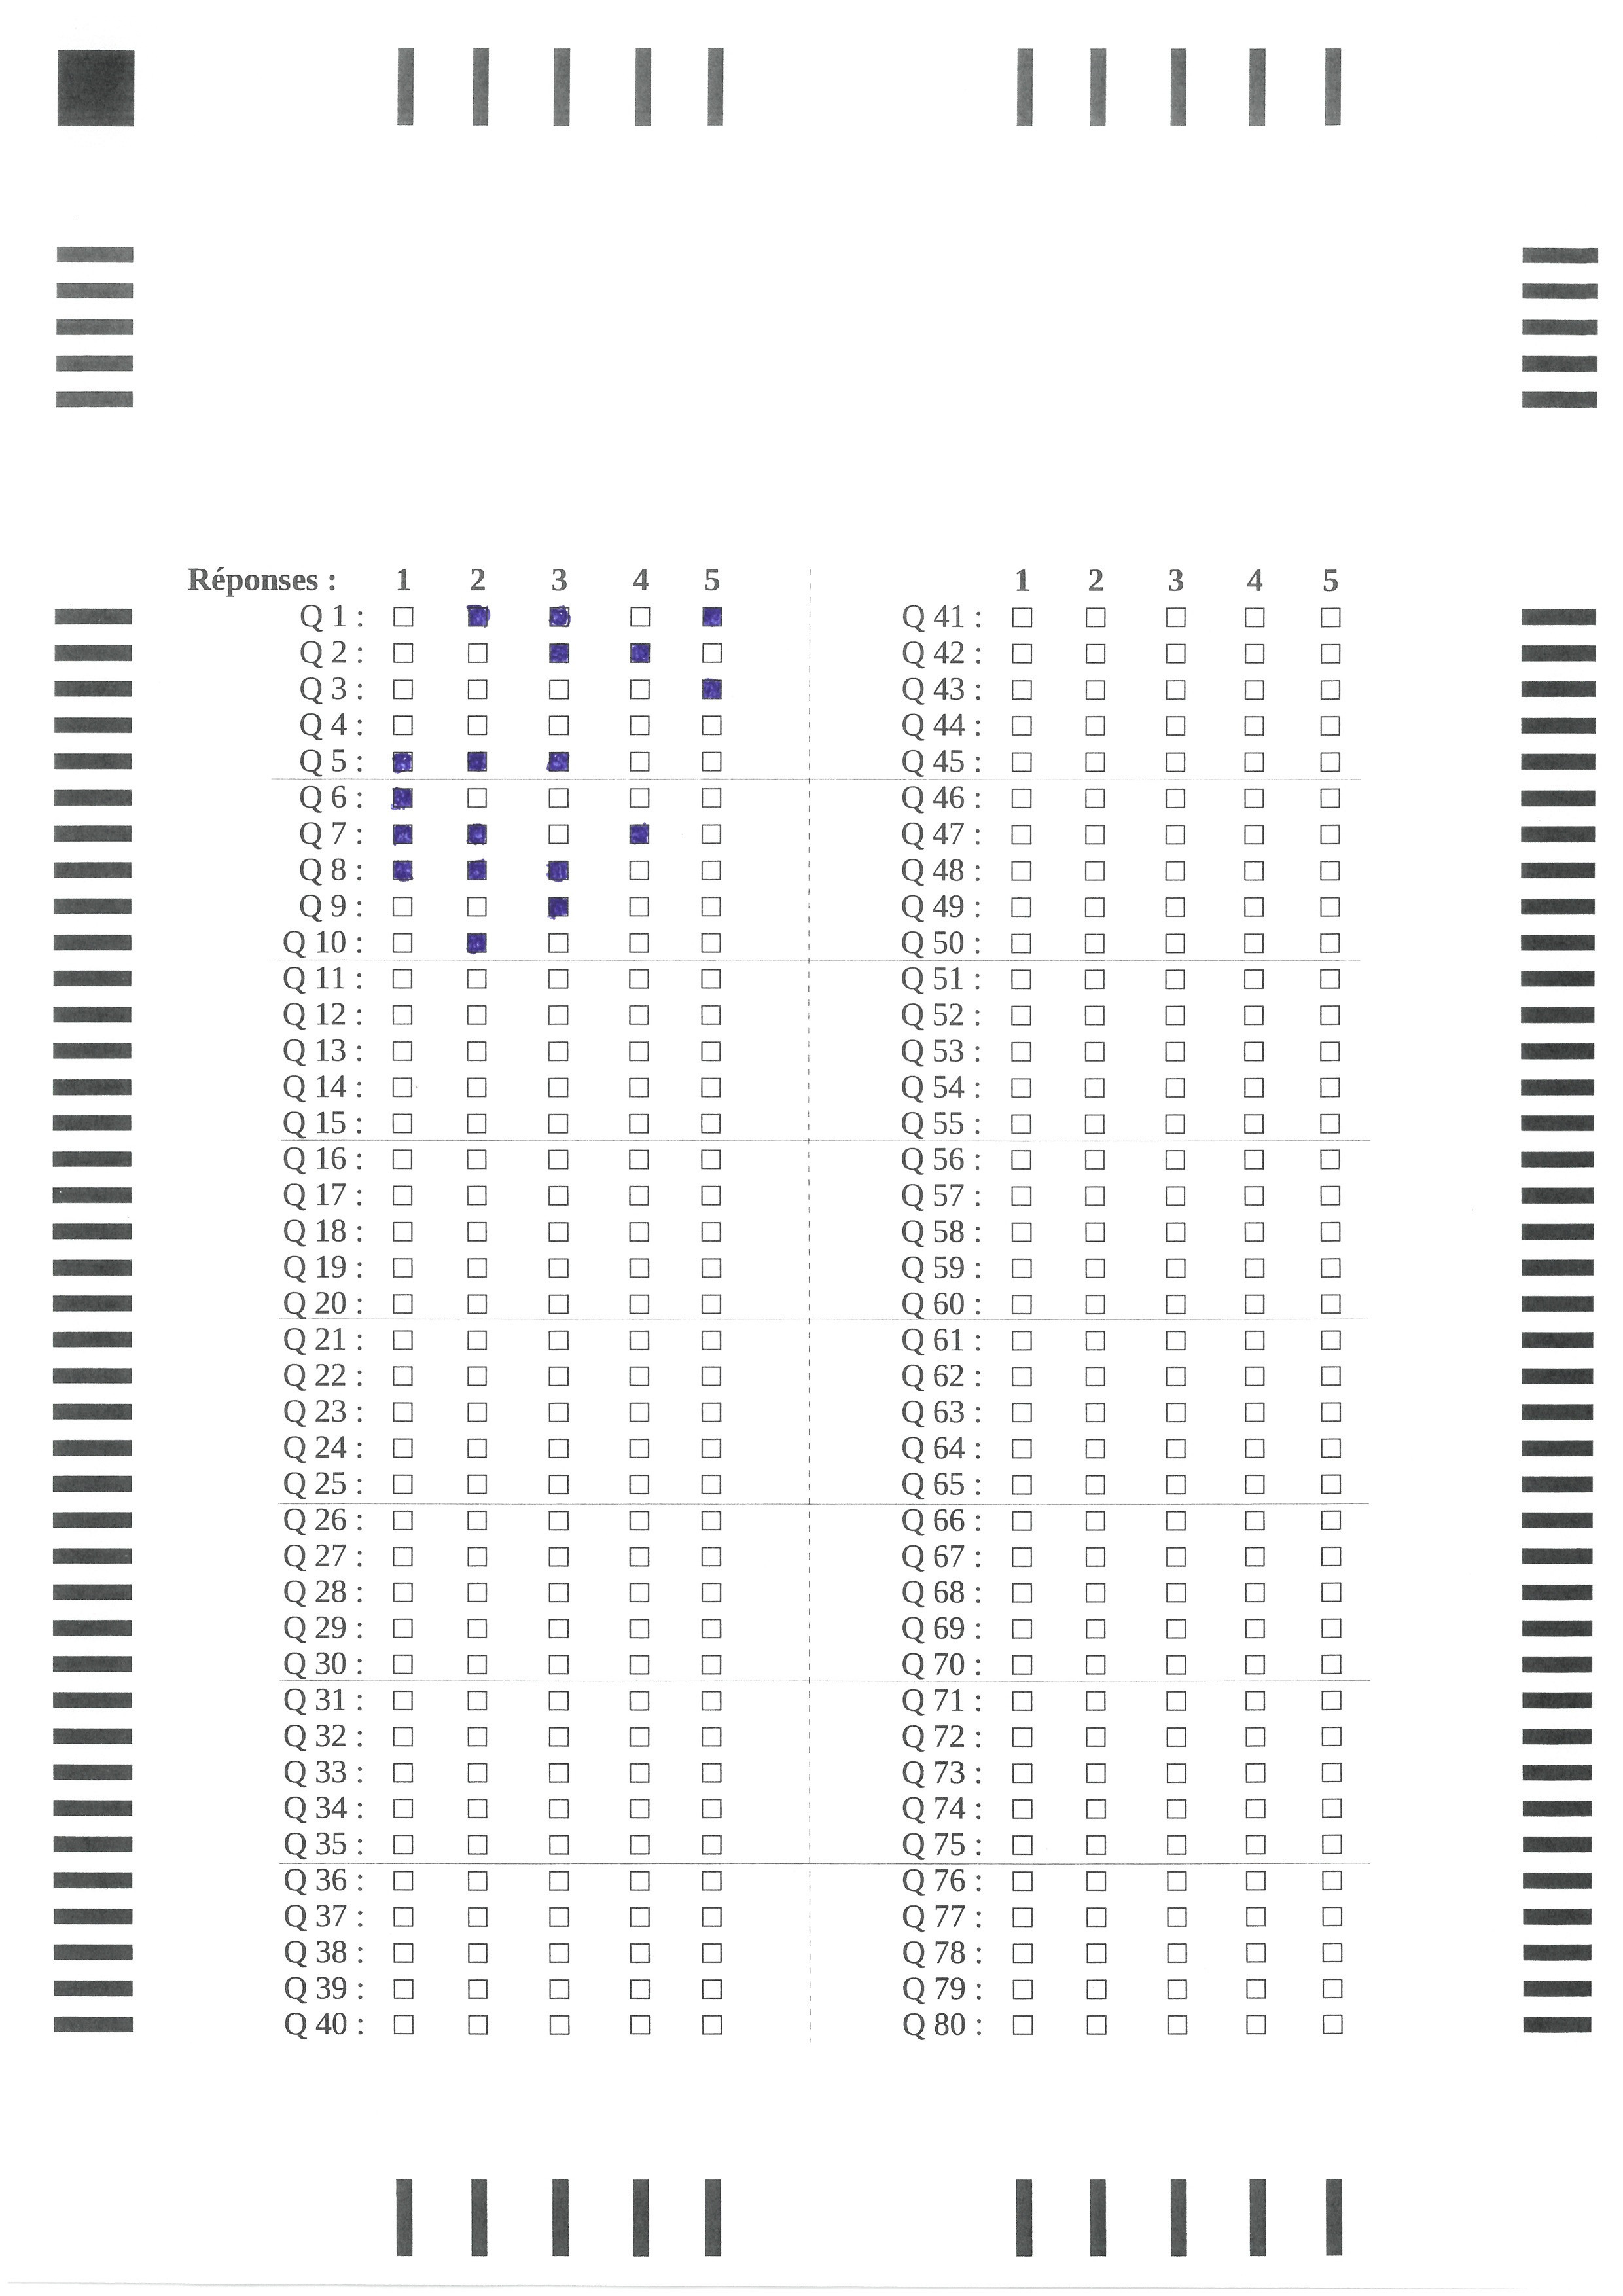 Réponses : 1 2 3 4 5 1 2 3 4 5
Q 1 : Q 41 :
Q 2 : Q 42 :
Q 3 : Q 43 :
Q 4 : Q 44 :
Q 5 : Q 45 :
Q 6 : Q 46 :
Q 7 : Q 47 :
Q 8 : Q 48 :
Q 9 : Q 49 :
Q 10 : Q 50 :
Q 11 : Q 51 :
Q 12 : Q 52 :
Q 13 : Q 53 :
Q 14 : Q 54 :
Q 15 : Q 55 :
Q 16 : Q 56 :
Q 17 : Q 57 :
Q 18 : Q 58 :
Q 19 : Q 59 :
Q 20 : Q 60 :
Q 21 : Q 61 :
Q 22 : Q 62 :
Q 23 : Q 63 :
Q 24 : Q 64 :
Q 25 : Q 65 :
Q 26 : Q 66 :
Q 27 : Q 67 :
Q 28 : Q 68 :
Q 29 : Q 69 :
Q 30 : Q 70 :
Q 31 : Q 71 :
Q 32 : Q 72 :
Q 33 : Q 73 :
Q 34 : Q 74 :
Q 35 : Q 75 :
Q 36 : Q 76 :
Q 37 : Q 77 :
Q 38 : Q 78 :
Q 39 : Q 79 :
Q 40 : Q 80 :